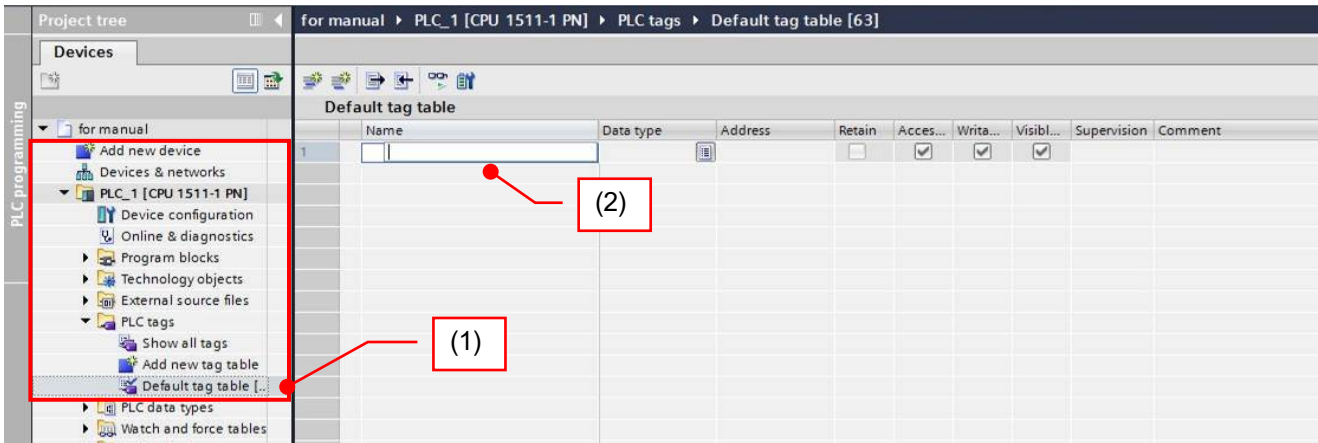 Project tree
for manual ▸ PLC_1 [CPU 1511-1 PN] ▸ PLC tags ▸ Default tag table [63]
Devices
Default tag table
PLC programming
for manual
Add new device
Devices & networks
PLC_1 [CPU 1511-1 PN]
Device configuration
Online & diagnostics
Program blocks
Technology objects
External source files
PLC tags
Show all tags
Add new tag table
Default tag table [..
PLC data types
Watch and force tables
Name Data type Address Retain Acces... Writa... Visibl... Supervision Comment
1
(2)
(1)